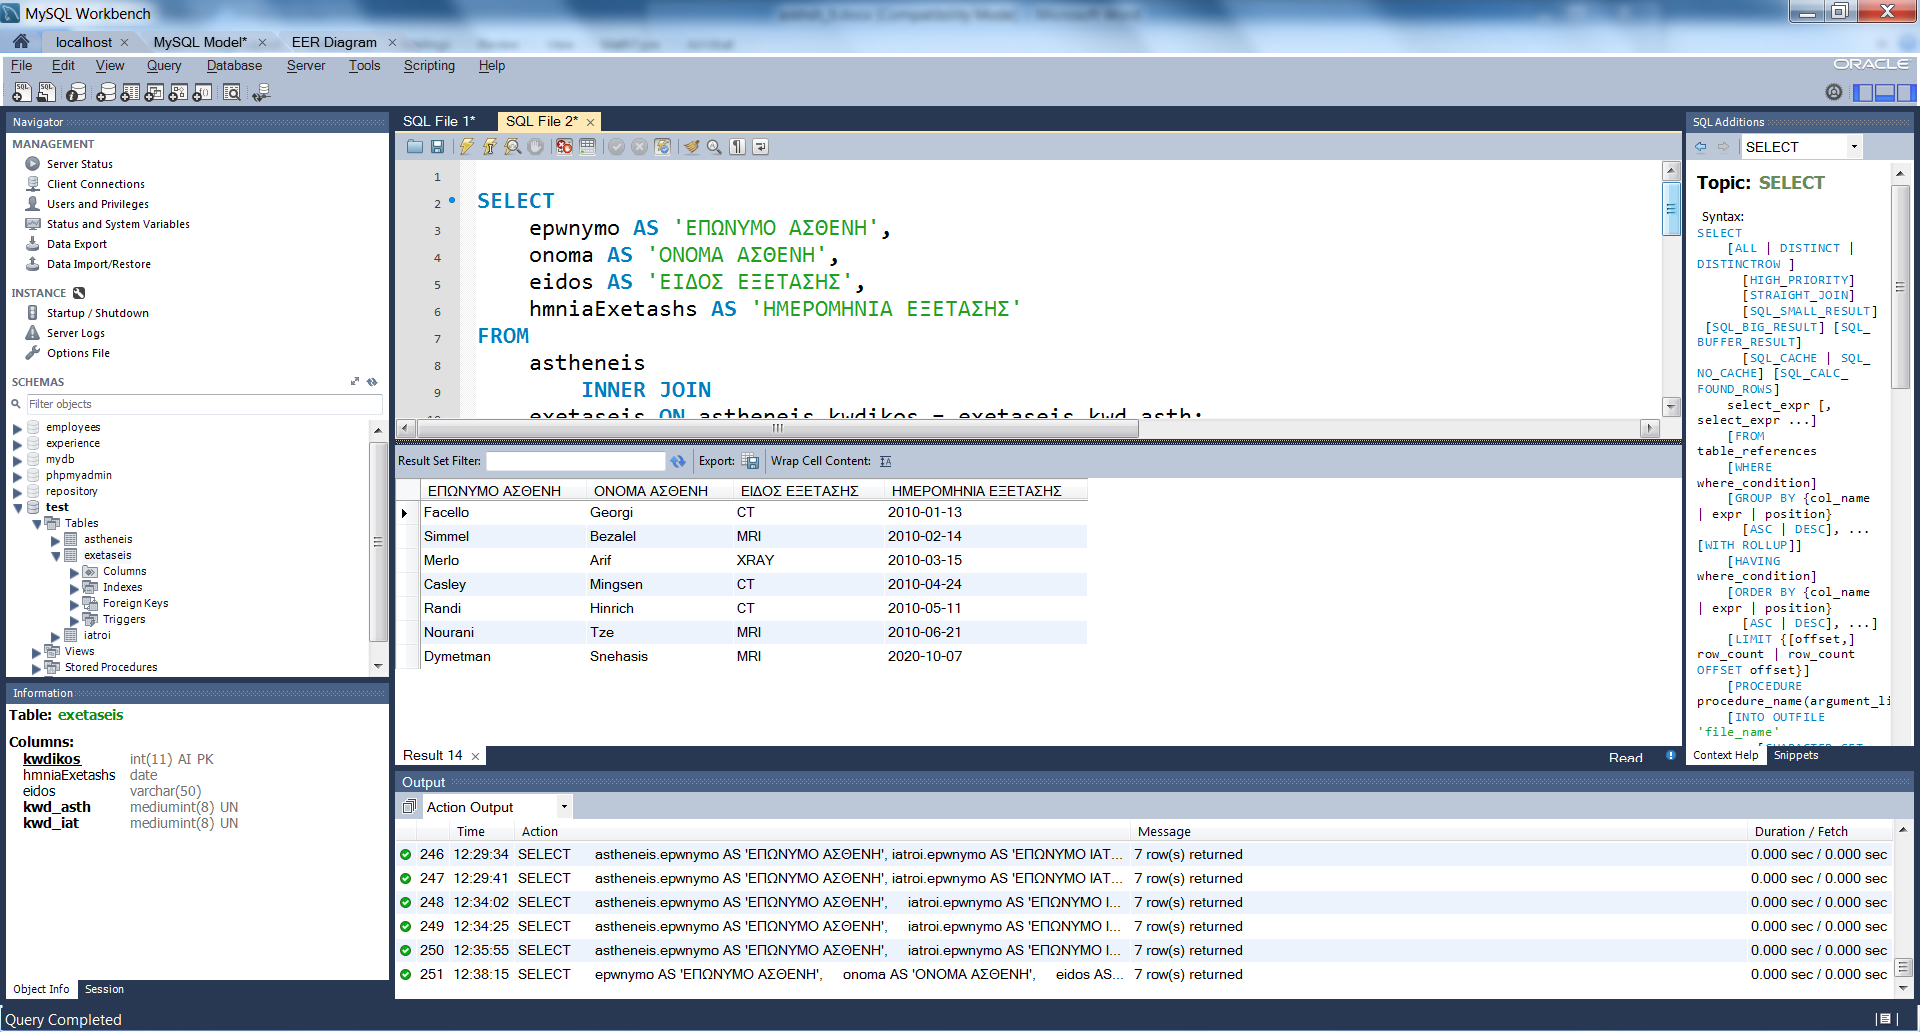 MySQL Workbench
localhost × MySQL Model* × EER Diagram ×
File Edit View Query Database Server Tools Scripting Help
ORACLE
Navigator
MANAGEMENT
Server Status
Client Connections
Users and Privileges
Status and System Variables
Data Export
Data Import/Restore
INSTANCE
Startup / Shutdown
Server Logs
Options File
SCHEMAS
Filter objects
employees
experience
mydb
phpmyadmin
repository
test
Tables
astheneis
exetaseis
Columns
Indexes
Foreign Keys
Triggers
iatroi
Views
Stored Procedures
Information
Table: exetaseis
Columns:
kwdikos int(11) AI PK
hmniaExetashs date
eidos varchar(50)
kwd_asth mediumint(8) UN
kwd_iat mediumint(8) UN
Object Info Session
Query Completed
SQL File 1* SQL File 2* ×
1
2 SELECT
3 epwnymo AS 'ΕΠΩΝΥΜΟ ΑΣΘΕΝΗ',
4 onoma AS 'ΟΝΟΜΑ ΑΣΘΕΝΗ',
5 eidos AS 'ΕΙΔΟΣ ΕΞΕΤΑΣΗΣ',
6 hmniaExetashs AS 'ΗΜΕΡΟΜΗΝΙΑ ΕΞΕΤΑΣΗΣ'
7 FROM
8 astheneis
9 INNER JOIN
exetaseis ON astheneis.kwdikos = exetaseis.kwd_asth;
Result Set Filter: Export: Wrap Cell Content:
ΕΠΩΝΥΜΟ ΑΣΘΕΝΗ ΟΝΟΜΑ ΑΣΘΕΝΗ ΕΙΔΟΣ ΕΞΕΤΑΣΗΣ ΗΜΕΡΟΜΗΝΙΑ ΕΞΕΤΑΣΗΣ
Facello Georgi CT 2010-01-13
Simmel Bezalel MRI 2010-02-14
Merlo Arif XRAY 2010-03-15
Casley Mingsen CT 2010-04-24
Randi Hinrich CT 2010-05-11
Nourani Tze MRI 2010-06-21
Dymetman Snehasis MRI 2020-10-07
Result 14 × Read
Output
Action Output
Time Action Message Duration / Fetch
246 12:29:34 SELECT astheneis.epwnymo AS 'ΕΠΩΝΥΜΟ ΑΣΘΕΝΗ', iatroi.epwnymo AS 'ΕΠΩΝΥΜΟ ΙΑΤ... 7 row(s) returned 0.000 sec / 0.000 sec
247 12:29:41 SELECT astheneis.epwnymo AS 'ΕΠΩΝΥΜΟ ΑΣΘΕΝΗ', iatroi.epwnymo AS 'ΕΠΩΝΥΜΟ ΙΑΤ... 7 row(s) returned 0.000 sec / 0.000 sec
248 12:34:02 SELECT astheneis.epwnymo AS 'ΕΠΩΝΥΜΟ ΑΣΘΕΝΗ', iatroi.epwnymo AS 'ΕΠΩΝΥΜΟ Ι... 7 row(s) returned 0.000 sec / 0.000 sec
249 12:34:25 SELECT astheneis.epwnymo AS 'ΕΠΩΝΥΜΟ ΑΣΘΕΝΗ', iatroi.epwnymo AS 'ΕΠΩΝΥΜΟ Ι... 7 row(s) returned 0.000 sec / 0.000 sec
250 12:35:55 SELECT astheneis.epwnymo AS 'ΕΠΩΝΥΜΟ ΑΣΘΕΝΗ', iatroi.epwnymo AS 'ΕΠΩΝΥΜΟ Ι... 7 row(s) returned 0.000 sec / 0.000 sec
251 12:38:15 SELECT epwnymo AS 'ΕΠΩΝΥΜΟ ΑΣΘΕΝΗ', onoma AS 'ΟΝΟΜΑ ΑΣΘΕΝΗ', eidos AS... 7 row(s) returned 0.000 sec / 0.000 sec
SQL Additions
SELECT
Topic: SELECT
Syntax:
SELECT
[ALL | DISTINCT |
DISTINCTROW ]
[HIGH_PRIORITY]
[STRAIGHT_JOIN]
[SQL_SMALL_RESULT]
[SQL_BIG_RESULT] [SQL_
BUFFER_RESULT]
[SQL_CACHE | SQL_
NO_CACHE] [SQL_CALC_
FOUND_ROWS]
select_expr [,
select_expr ...]
[FROM
table_references
[WHERE
where_condition]
[GROUP BY {col_name
| expr | position}
[ASC | DESC], ...
[WITH ROLLUP]]
[HAVING
where_condition]
[ORDER BY {col_name
| expr | position}
[ASC | DESC], ...]
[LIMIT {[offset,]
row_count | row_count
OFFSET offset}]
[PROCEDURE
procedure_name(argument_li
[INTO OUTFILE
'file_name'
Context Help Snippets